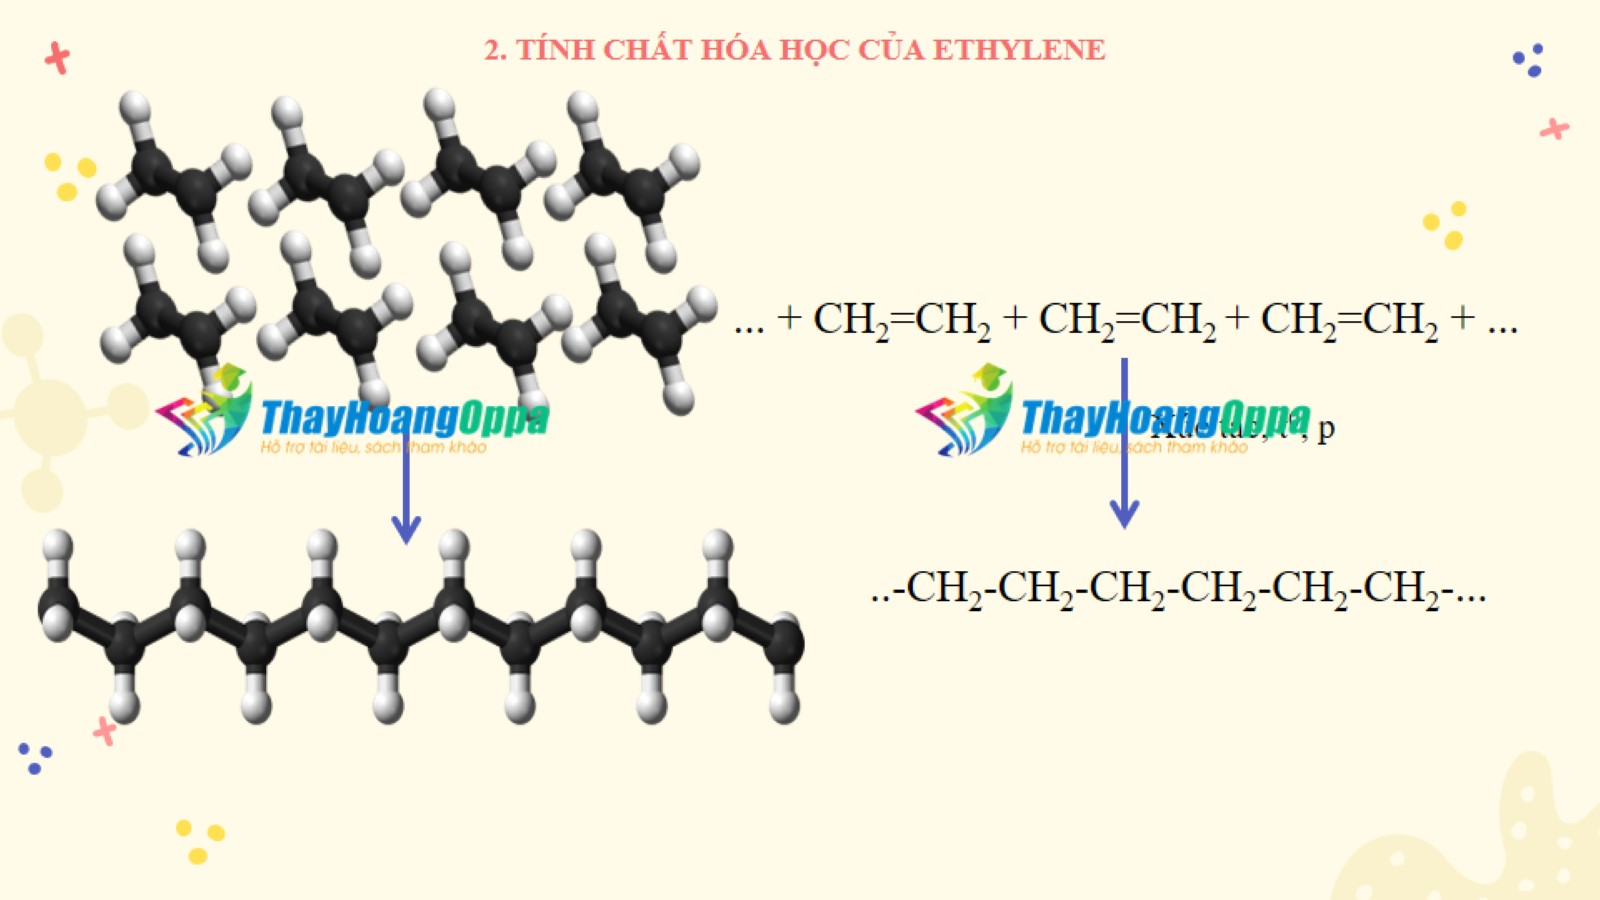 2. TÍNH CHẤT HÓA HỌC CỦA ETHYLENE
... + CH₂=CH₂ + CH₂=CH₂ + CH₂=CH₂ + ...
ThayHoangOppa
Hỗ trợ tài liệu, sách tham khảo
ThayHoangOppa
Hỗ trợ tài liệu, sách tham khảo
, p
..-CH₂-CH₂-CH₂-CH₂-CH₂-CH₂-...